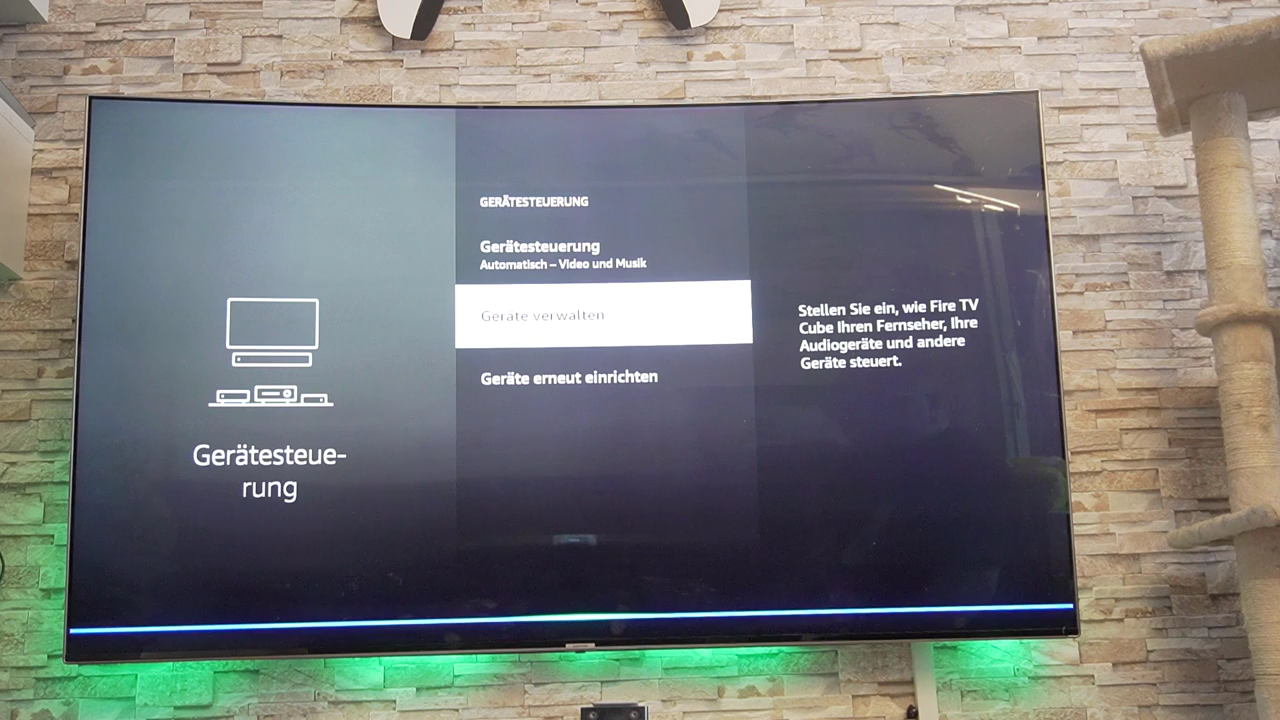 GERÄTESTEUERUNG
Gerätesteuerung
Automatisch – Video und Musik
Geräte verwalten
Geräte erneut einrichten
Stellen Sie ein, wie Fire TV
Cube Ihren Fernseher, Ihre
Audiogeräte und andere
Geräte steuert.
Gerätesteue-
rung